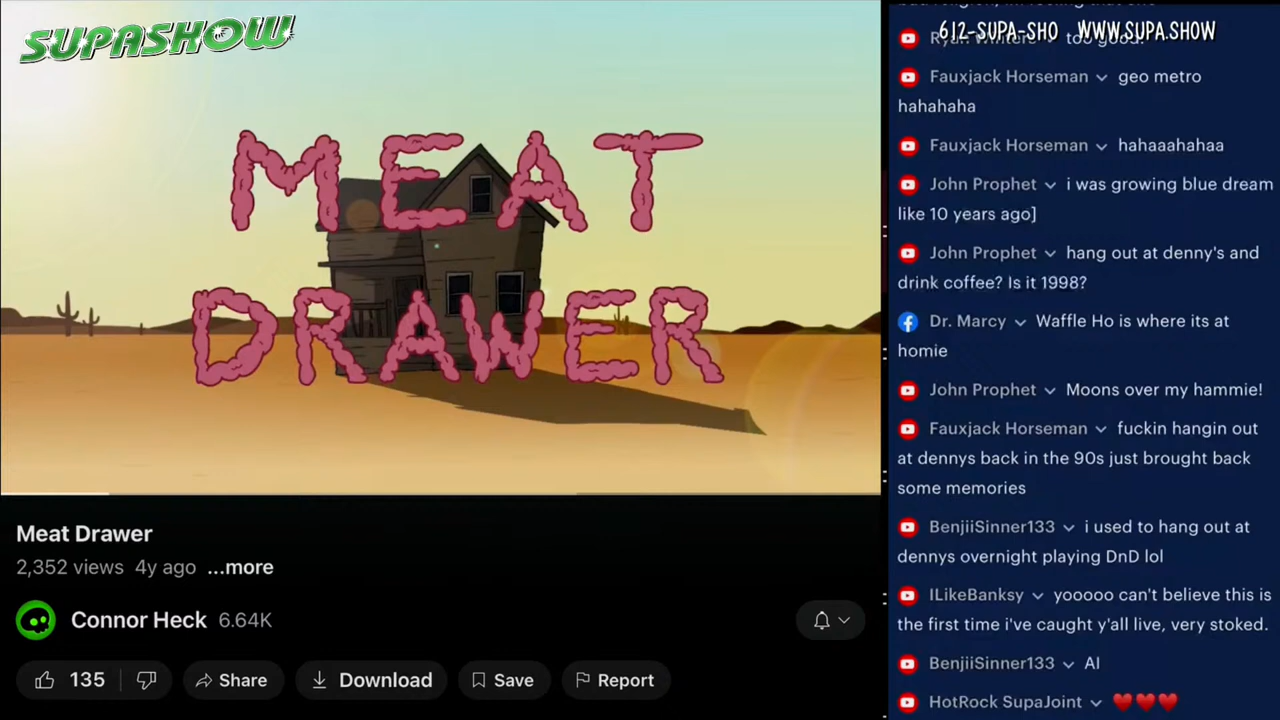 SUPASHOW
MEAT
DRAWER
Meat Drawer
2,352 views 4y ago ...more
Connor Heck 6.64K
135 Share Download Save Report
612-SUPA-SHO WWW.SUPA.SHOW
too good.
Fauxjack Horseman geo metro
hahahaha
Fauxjack Horseman hahaaahahaa
John Prophet i was growing blue dream
like 10 years ago]
John Prophet hang out at denny's and
drink coffee? Is it 1998?
Dr. Marcy Waffle Ho is where its at
homie
John Prophet Moons over my hammie!
Fauxjack Horseman fuckin hangin out
at dennys back in the 90s just brought back
some memories
BenjiiSinner133 i used to hang out at
dennys overnight playing DnD lol
ILikeBanksy yooooo can't believe this is
the first time i've caught y'all live, very stoked.
BenjiiSinner133 AI
HotRock SupaJoint ❤️❤️❤️